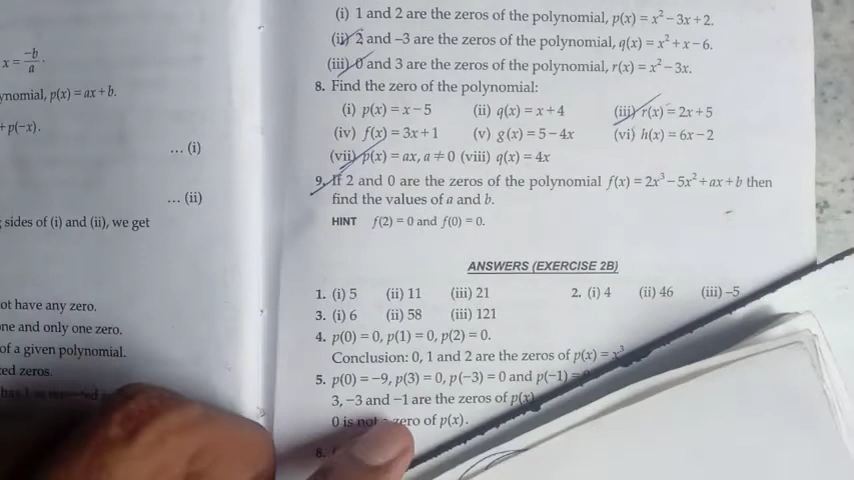 x = -b/a.
ynomial, p(x) = ax + b.
+ p(-x).
... (i)
... (ii)
sides of (i) and (ii), we get
ot have any zero.
ne and only one zero.
of a given polynomial.
ed zeros.
(i) 1 and 2 are the zeros of the polynomial, p(x) = x² − 3x + 2.
(ii) 2 and −3 are the zeros of the polynomial, q(x) = x² + x − 6.
(iii) 0 and 3 are the zeros of the polynomial, r(x) = x² − 3x.
8. Find the zero of the polynomial:
(i) p(x) = x − 5 (ii) q(x) = x + 4 (iii) r(x) = 2x + 5
(iv) f(x) = 3x + 1 (v) g(x) = 5 − 4x (vi) h(x) = 6x − 2
(vii) p(x) = ax, a ≠ 0 (viii) q(x) = 4x
9. If 2 and 0 are the zeros of the polynomial f(x) = 2x³ − 5x² + ax + b then
find the values of a and b.
HINT f(2) = 0 and f(0) = 0.
ANSWERS (EXERCISE 2B)
1. (i) 5 (ii) 11 (iii) 21 2. (i) 4 (ii) 46 (iii) −5
3. (i) 6 (ii) 58 (iii) 121
4. p(0) = 0, p(1) = 0, p(2) = 0.
Conclusion: 0, 1 and 2 are the zeros of p(x) = x³
5. p(0) = −9, p(3) = 0, p(−3) = 0 and p(−1) =
3, −3 and −1 are the zeros of p(x)
0 is not a zero of p(x).
8.